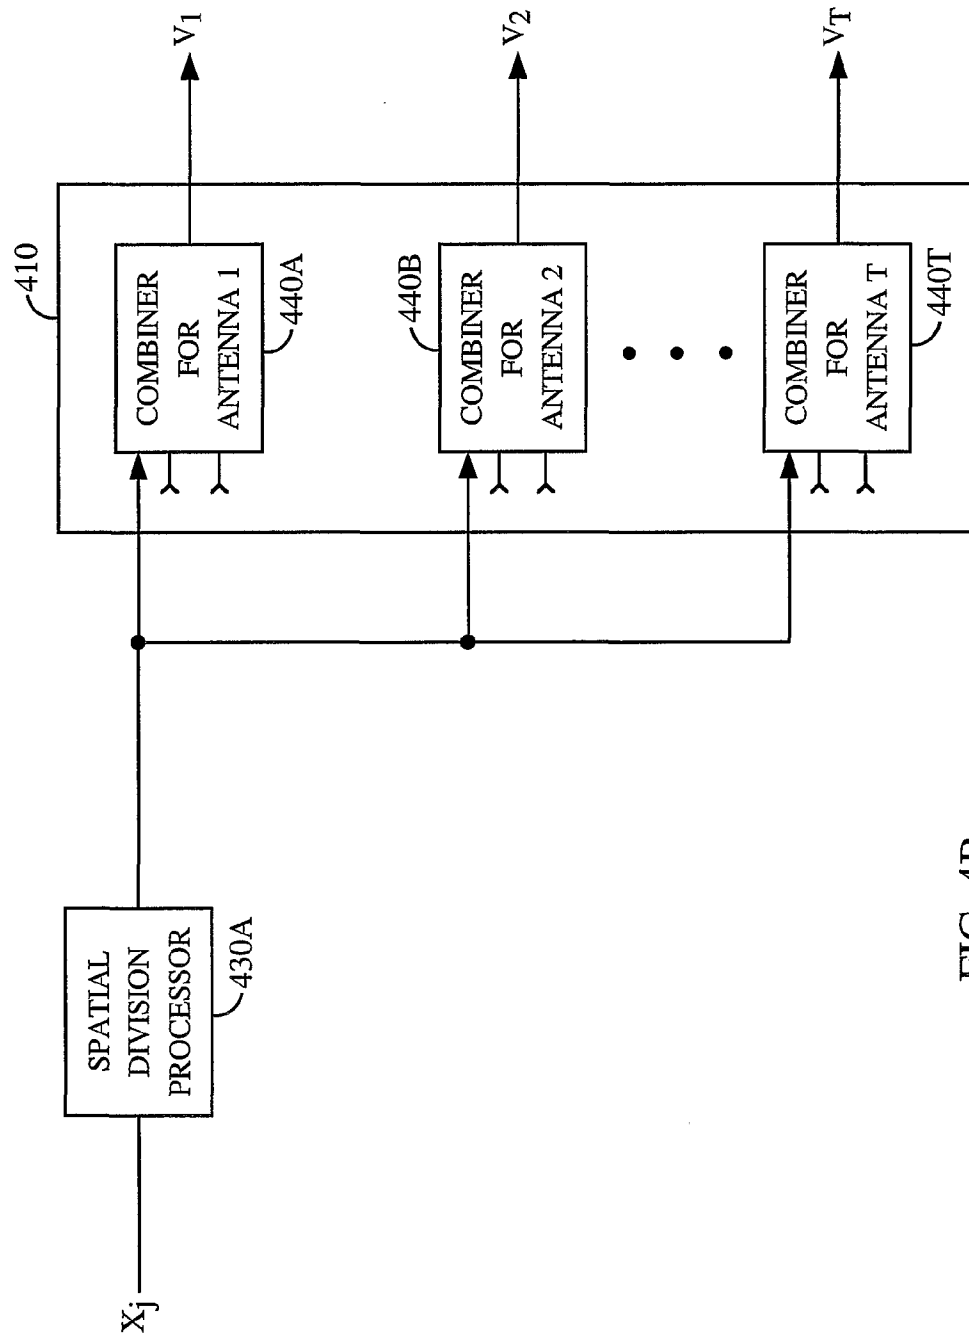 X_j
SPATIAL
DIVISION
PROCESSOR
430A
410
COMBINER
FOR
ANTENNA 1
440A
V_1
COMBINER
FOR
ANTENNA 2
440B
V_2
COMBINER
FOR
ANTENNA T
440T
V_T